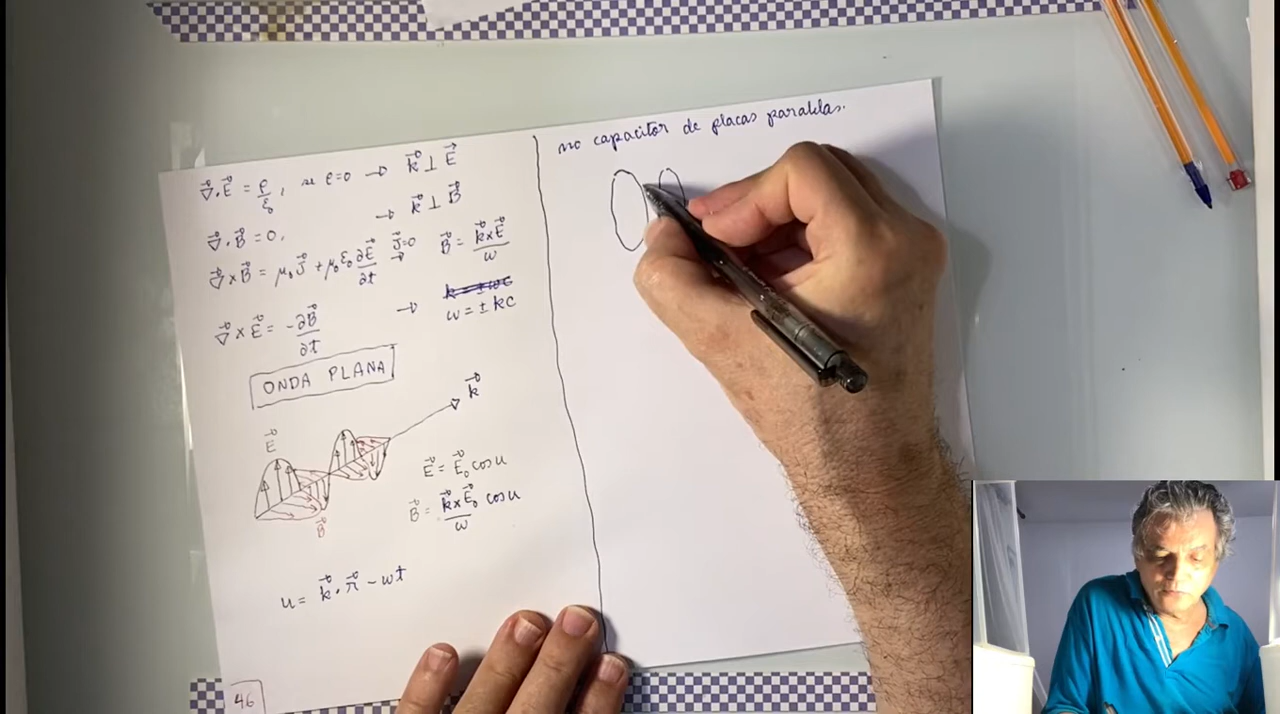 ∇⃗·E⃗ = ρ/ε₀, se ρ=0 → k⃗ ⊥ E⃗
∇⃗·B⃗ = 0, → k⃗ ⊥ B⃗
∇⃗×B⃗ = μ₀J⃗ + μ₀ε₀ ∂E⃗/∂t J⃗=0 → B⃗ = k⃗×E⃗/ω
∇⃗×E⃗ = -∂B⃗/∂t → ω = ± kc
ONDA PLANA
k⃗
E⃗
B⃗
E⃗ = E⃗₀ cos u
B⃗ = k⃗×E⃗₀/ω cos u
u = k⃗·r⃗ - ωt
46
no capacitor de placas paralelas.